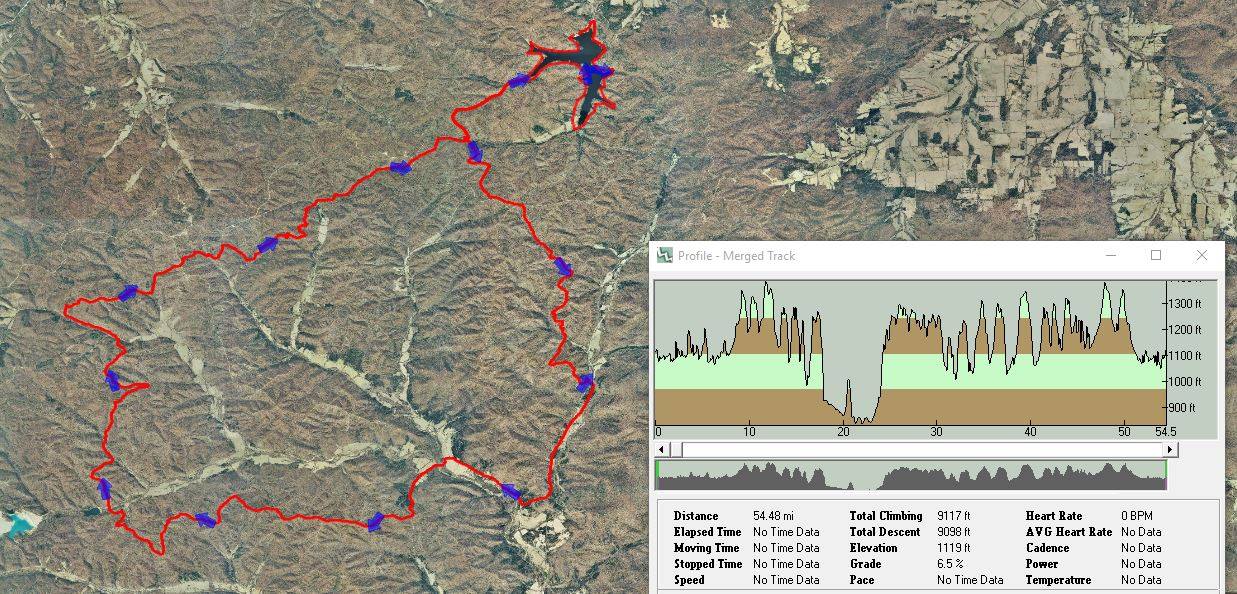 Profile - Merged Track
1300 ft
1200 ft
1100 ft
1000 ft
900 ft
0 10 20 30 40 50 54.5
Distance 54.48 mi Total Climbing 9117 ft Heart Rate 0 BPM
Elapsed Time No Time Data Total Descent 9098 ft AVG Heart Rate No Data
Moving Time No Time Data Elevation 1119 ft Cadence No Data
Stopped Time No Time Data Grade 6.5 % Power No Data
Speed No Time Data Pace No Time Data Temperature No Data